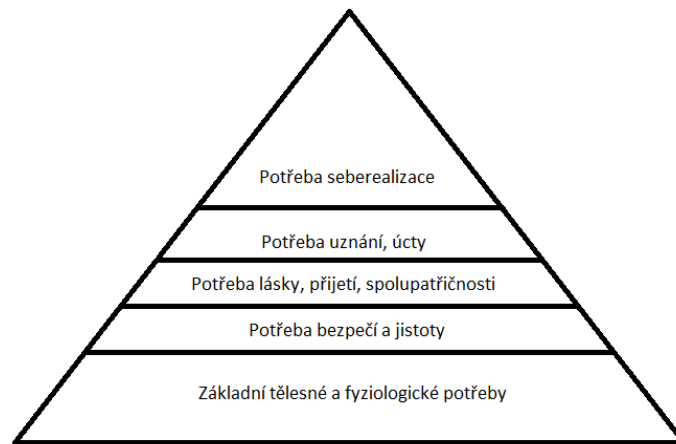 Potřeba seberealizace
Potřeba uznání, úcty
Potřeba lásky, přijetí, spolupatřičnosti
Potřeba bezpečí a jistoty
Základní tělesné a fyziologické potřeby